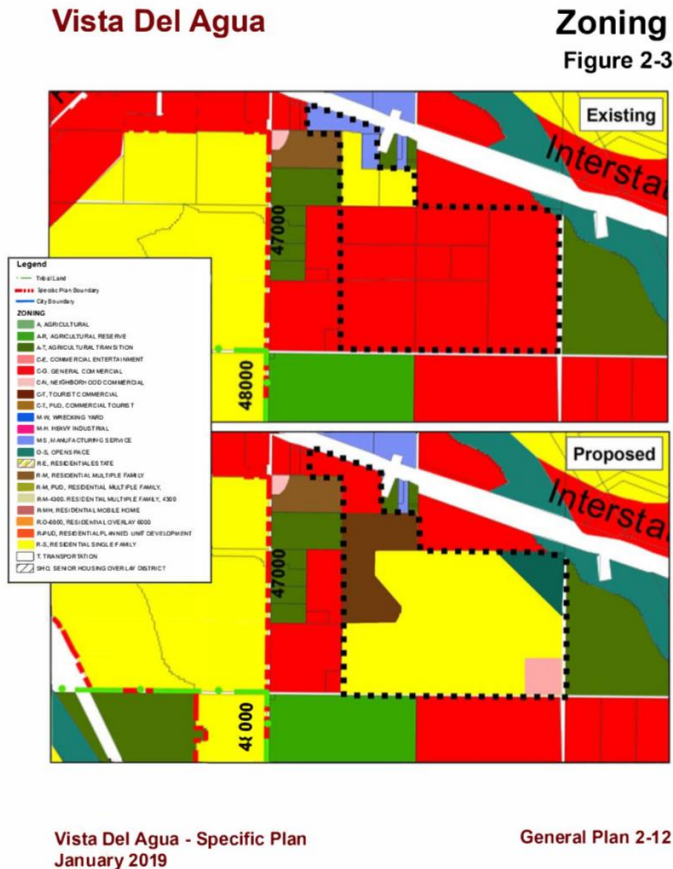 Vista Del Agua
Zoning
Figure 2-3
Existing
Interstat
47000
48000
Legend
Tribal Land
Specific Plan Boundary
City Boundary
ZONING
A, AGRICULTURAL
A-R, AGRICULTURAL RESERVE
A-T, AGRICULTURAL TRANSITION
C-E, COMMERCIAL ENTERTAINMENT
C-G, GENERAL COMMERCIAL
C-N, NEIGHBORHOOD COMMERCIAL
C-T, TOURIST COMMERCIAL
C-T, PUD, COMMERCIAL TOURIST
M-W, WRECKING YARD
M-H, HEAVY INDUSTRIAL
M-S, MANUFACTURING SERVICE
O-S, OPEN SPACE
R-E, RESIDENTIAL ESTATE
R-M, RESIDENTIAL MULTIPLE FAMILY
R-M, PUD, RESIDENTIAL MULTIPLE FAMILY,
RM-4300, RESIDENTIAL MULTIPLE FAMILY, 4300
R-MH, RESIDENTIAL MOBILE HOME
R-O-6000, RESIDENTIAL OVERLAY 6000
R-PUD, RESIDENTIAL PLANNED UNIT DEVELOPMENT
R-S, RESIDENTIAL SINGLE FAMILY
T, TRANSPORTATION
SHO, SENIOR HOUSING OVERLAY DISTRICT
Proposed
Interstat
47000
Vista Del Agua - Specific Plan
January 2019
General Plan 2-12